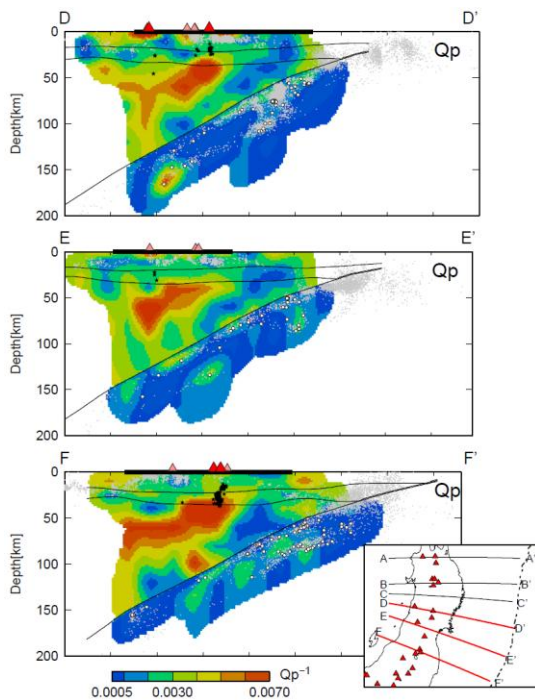 D D'
Qp
Depth[km]
0
50
100
150
200
E E'
Qp
Depth[km]
0
50
100
150
200
F F'
Qp
Depth[km]
0
50
100
150
200
Qp⁻¹
0.0005 0.0030 0.0070
A A'
B B'
C C'
D D'
E E'
F F'